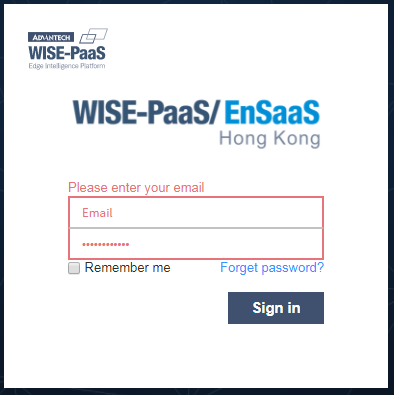 ADVANTECH
WISE-PaaS
Edge Intelligence Platform
WISE-PaaS/ EnSaaS
Hong Kong
Please enter your email
Email
••••••••••••
Remember me Forget password?
Sign in